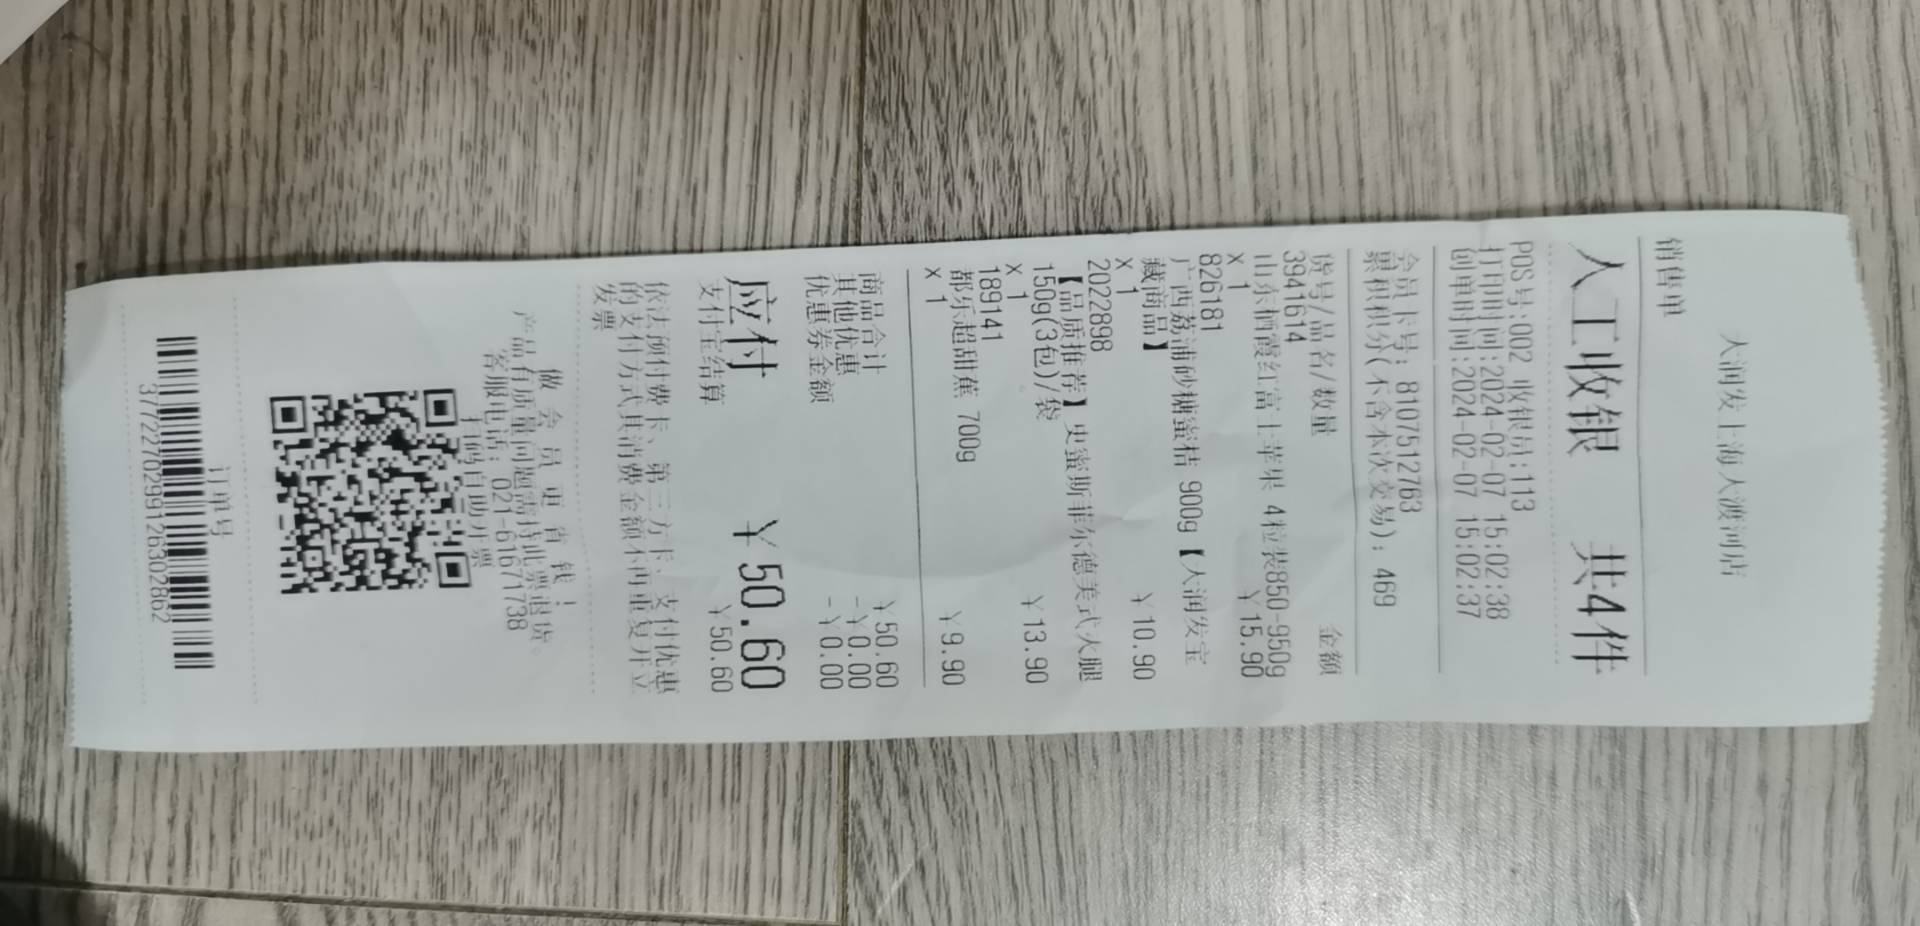 大润发上海大渡河店
销售单
人工收银 共4件
POS号:002 收银员:113
打印时间:2024-02-07 15:02:38
创单时间:2024-02-07 15:02:37
会员卡号: 8107512763
累积积分(不含本次交易): 469
货号/品名/数量 金额
3941614
山东栖霞红富士苹果 4粒装850-950g
x 1 ￥15.90
826181
广西荔浦砂糖蜜桔 900g【大润发宝
藏商品】
x 1 ￥10.90
2022898
【品质推荐】史蜜斯菲尔德美式火腿
150g(3包)/袋
x 1 ￥13.90
189141
都乐超甜蕉 700g
x 1 ￥9.90
商品合计 ￥50.60
其他优惠 -￥0.00
优惠券金额 -￥0.00
应付 ￥50.60
支付宝结算 ￥50.60
依法预付费卡、第三方卡、支付优惠
的支付方式其消费金额不再重复开立
发票
做 会 员 更 省 钱 !
产品有质量问题需持此票退货。
客服电话: 021-61671738
扫码自助开票
订单号
3772270299126302862